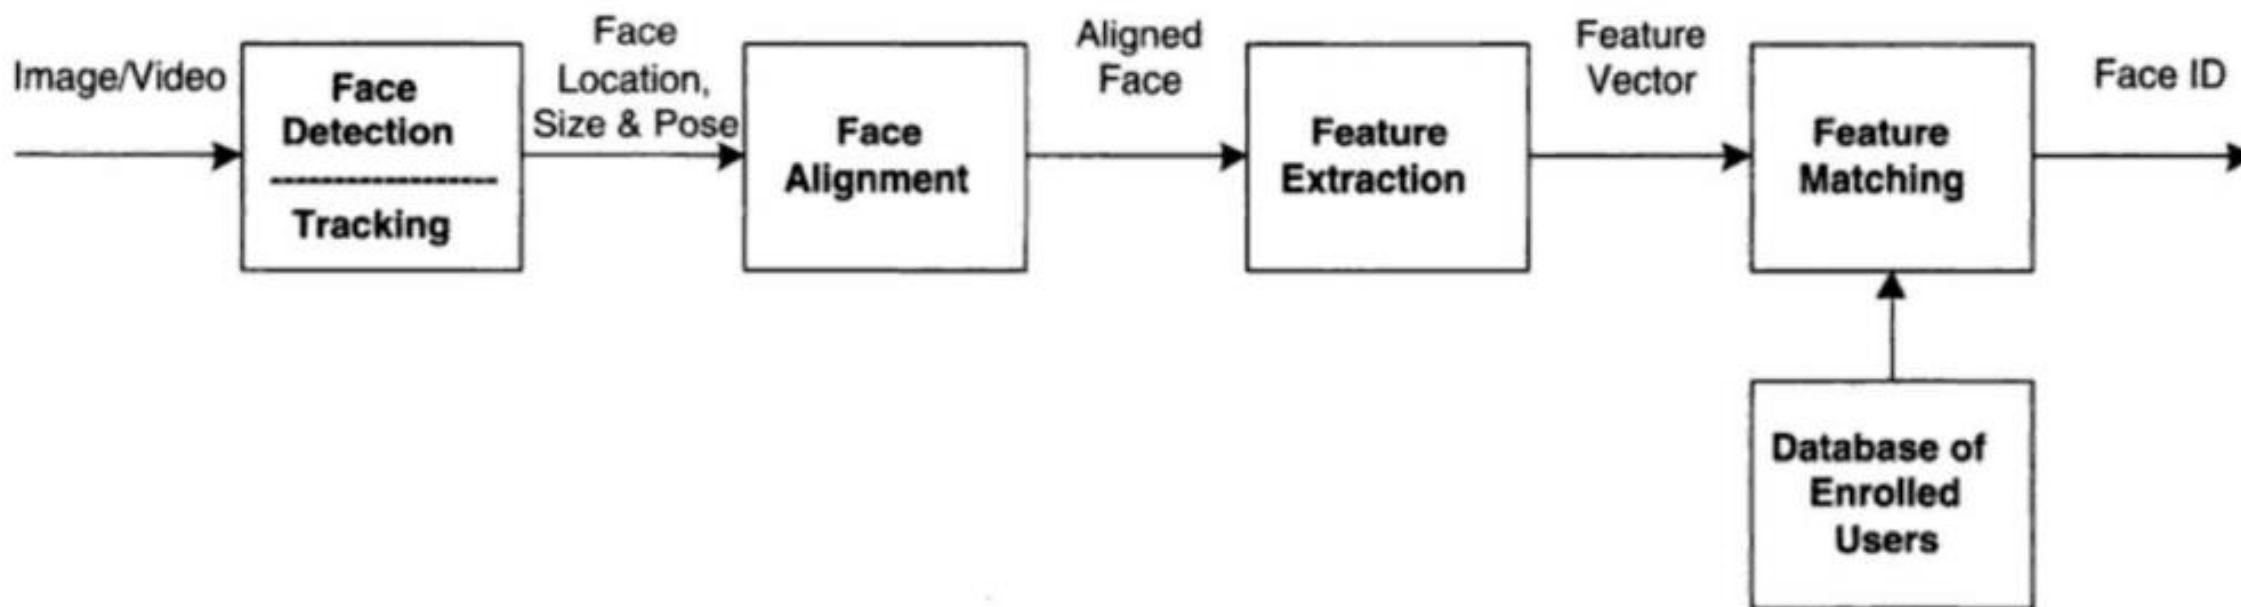 Image/Video
Face
Detection
Tracking
Face
Location,
Size & Pose
Face
Alignment
Aligned
Face
Feature
Extraction
Feature
Vector
Feature
Matching
Face ID
Database of
Enrolled
Users